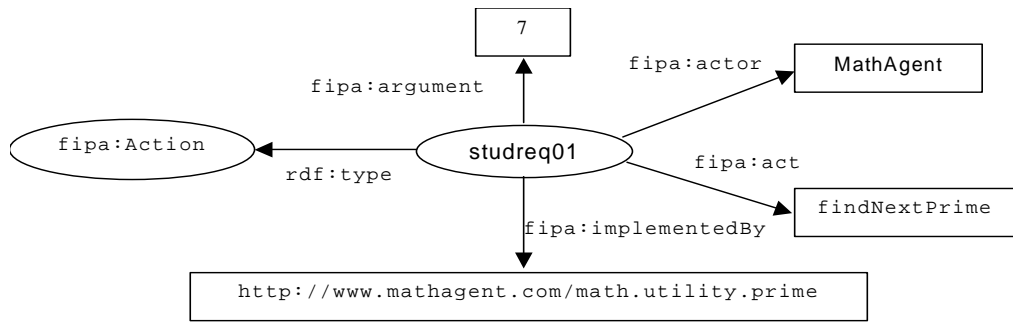 7
fipa:actor
MathAgent
fipa:argument
fipa:Action
studreq01
rdf:type
fipa:act
findNextPrime
fipa:implementedBy
http://www.mathagent.com/math.utility.prime